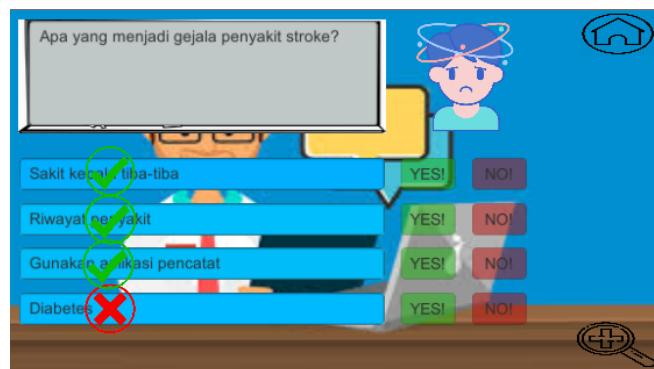 Apa yang menjadi gejala penyakit stroke?
Sakit kepala tiba-tiba YES! NO!
Riwayat penyakit YES! NO!
Gunakan aplikasi pencatat YES! NO!
Diabetes YES! NO!